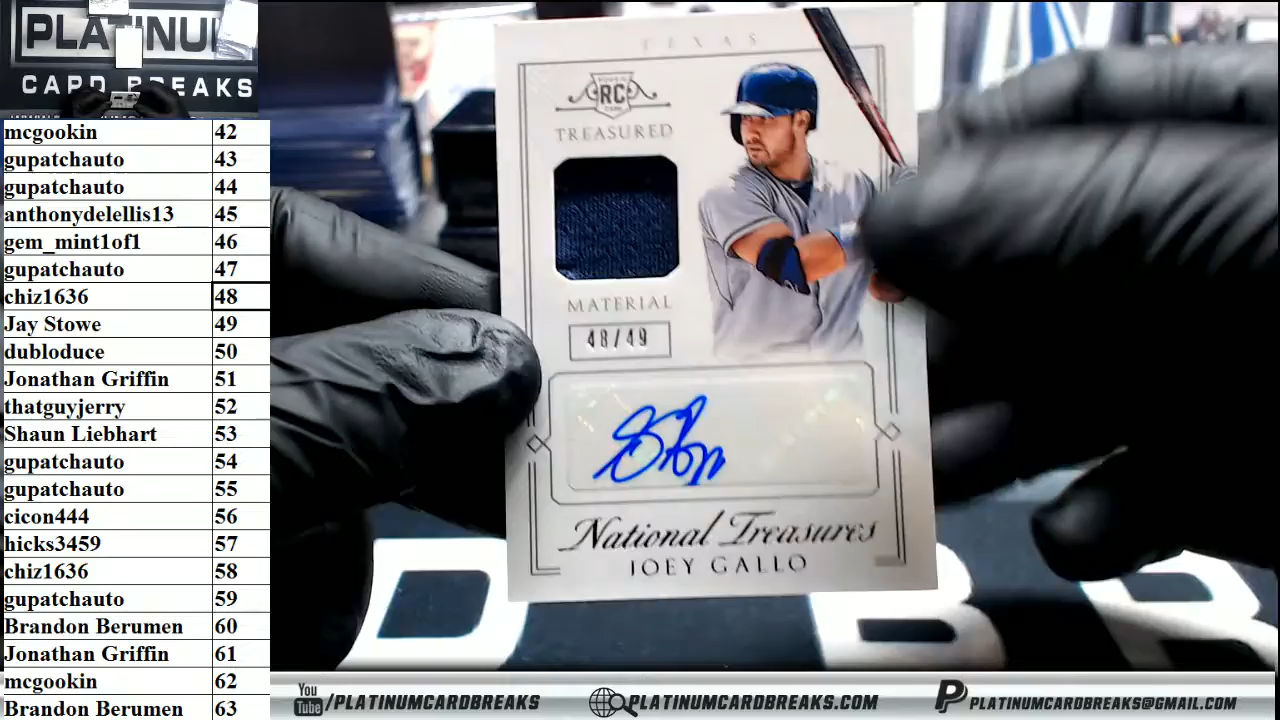 PLATINU
CARD BREAKS
mcgookin 42
gupatchauto 43
gupatchauto 44
anthonydelellis13 45
gem_mint1of1 46
gupatchauto 47
chiz1636 48
Jay Stowe 49
dubloduce 50
Jonathan Griffin 51
thatguyjerry 52
Shaun Liebhart 53
gupatchauto 54
gupatchauto 55
cicon444 56
hicks3459 57
chiz1636 58
gupatchauto 59
Brandon Berumen 60
Jonathan Griffin 61
mcgookin 62
Brandon Berumen 63
TEXAS
RC
TREASURED
MATERIAL
48/49
National Treasures
JOEY GALLO
You Tube /PLATINUMCARDBREAKS
PLATINUMCARDBREAKS.COM
PLATINUMCARDBREAKS@GMAIL.COM